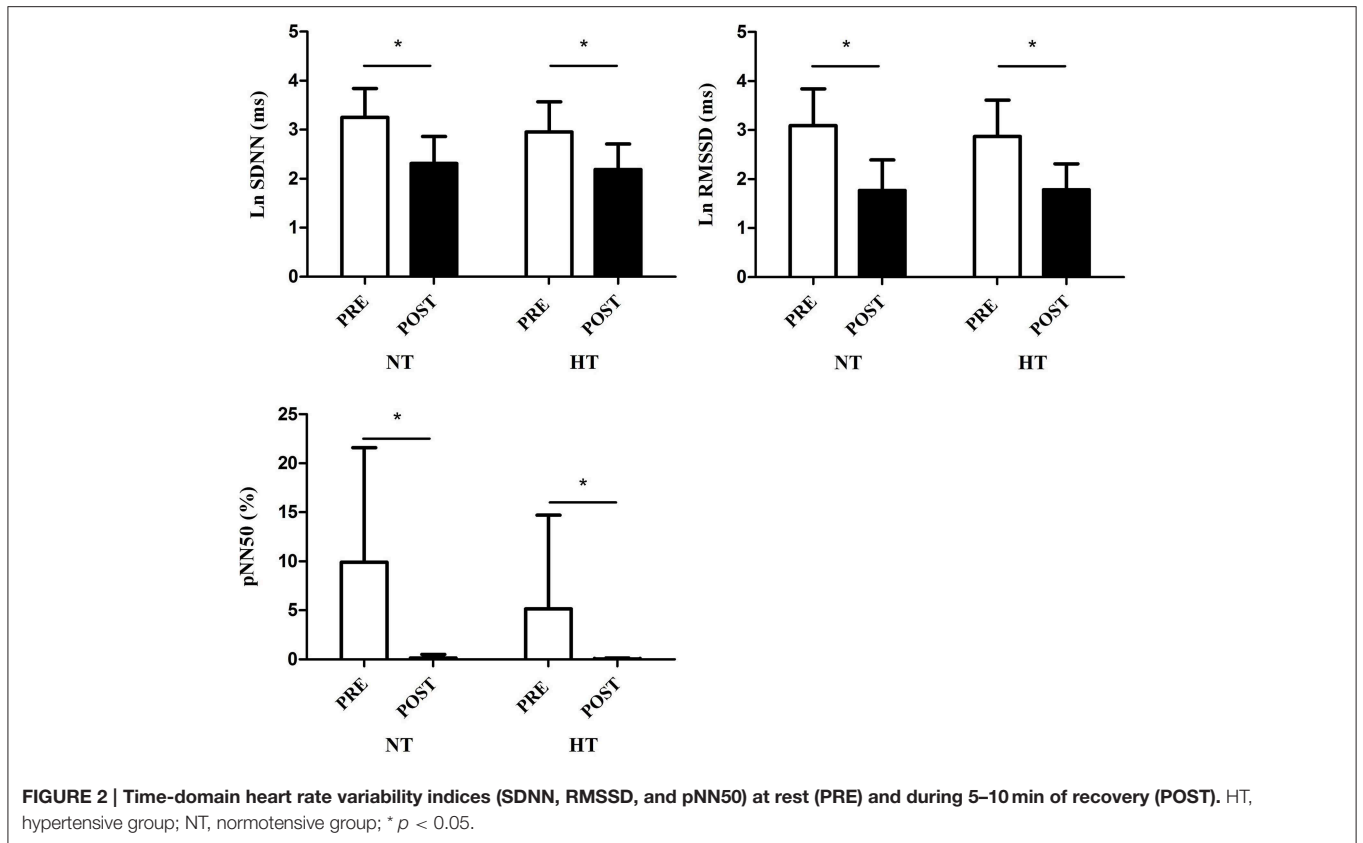 5
4
3
2
1
0
Ln SDNN (ms)
*
*
PRE
POST
PRE
POST
NT
HT
5
4
3
2
1
0
Ln RMSSD (ms)
*
*
PRE
POST
PRE
POST
NT
HT
25
20
15
10
5
0
pNN50 (%)
*
*
PRE
POST
PRE
POST
NT
HT
FIGURE 2 | Time-domain heart rate variability indices (SDNN, RMSSD, and pNN50) at rest (PRE) and during 5–10 min of recovery (POST). HT,
hypertensive group; NT, normotensive group; * p < 0.05.